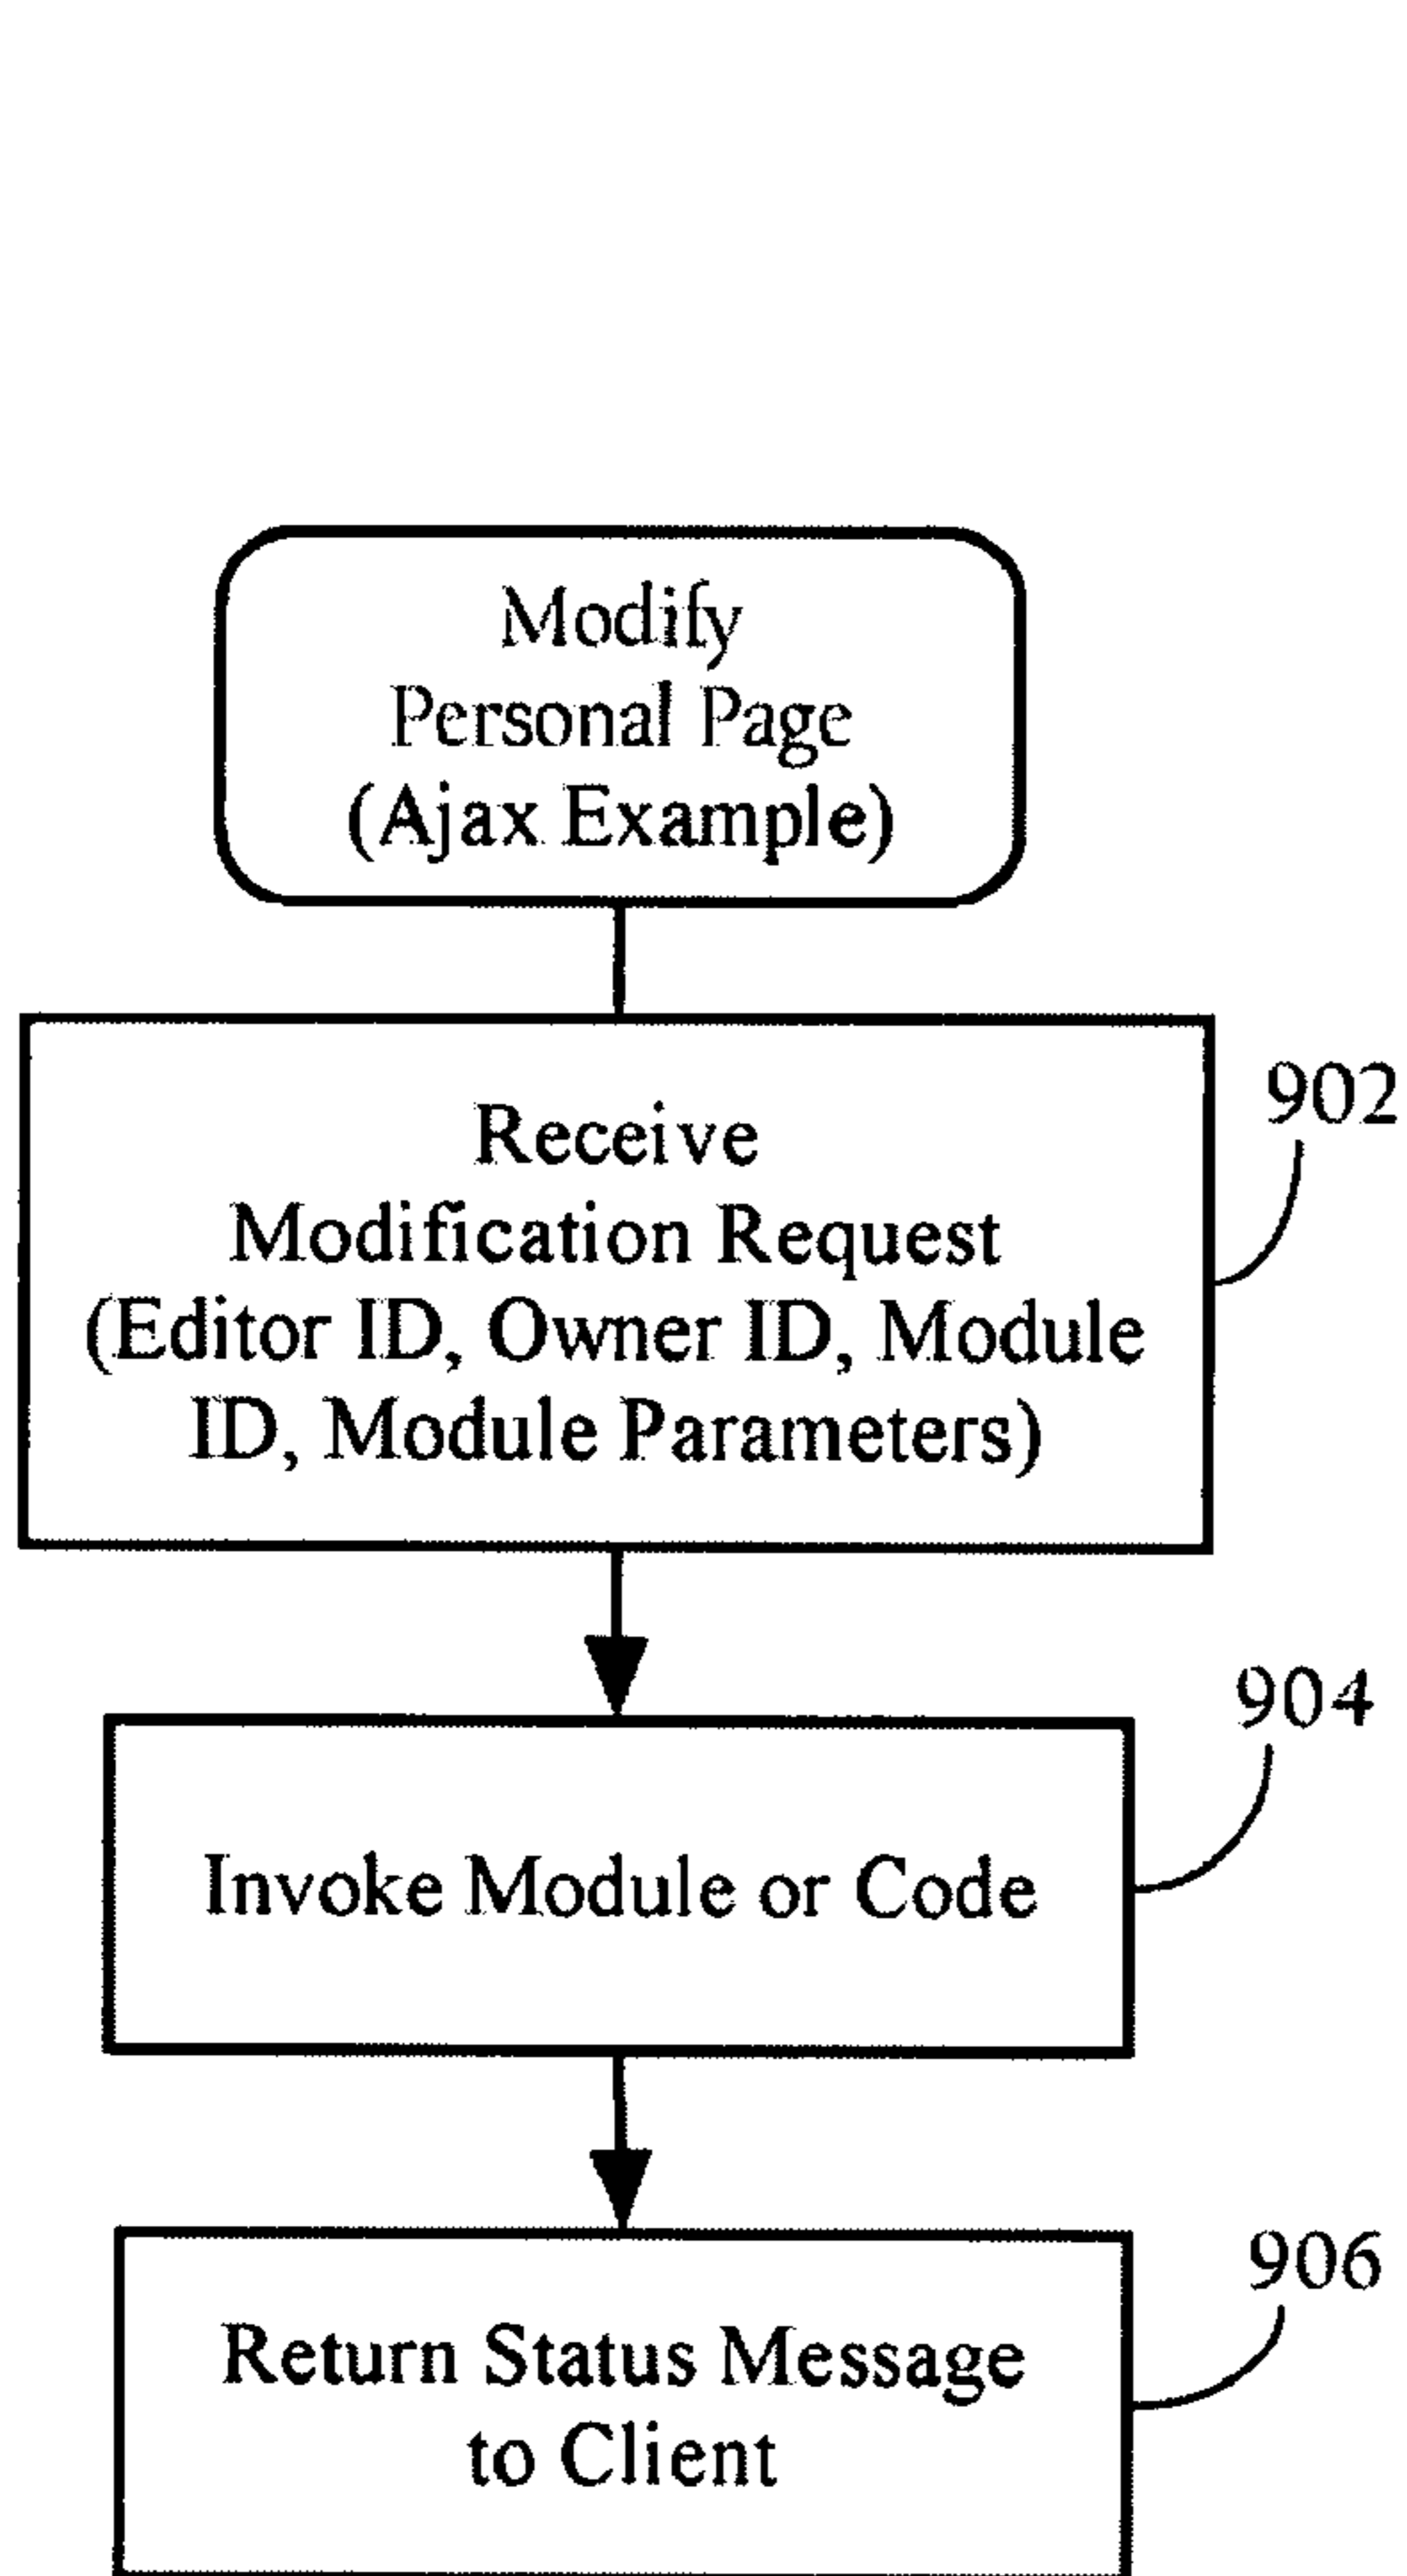 Modify
Personal Page
(Ajax Example)
Receive
Modification Request
(Editor ID, Owner ID, Module
ID, Module Parameters)
902
Invoke Module or Code
904
Return Status Message
to Client
906